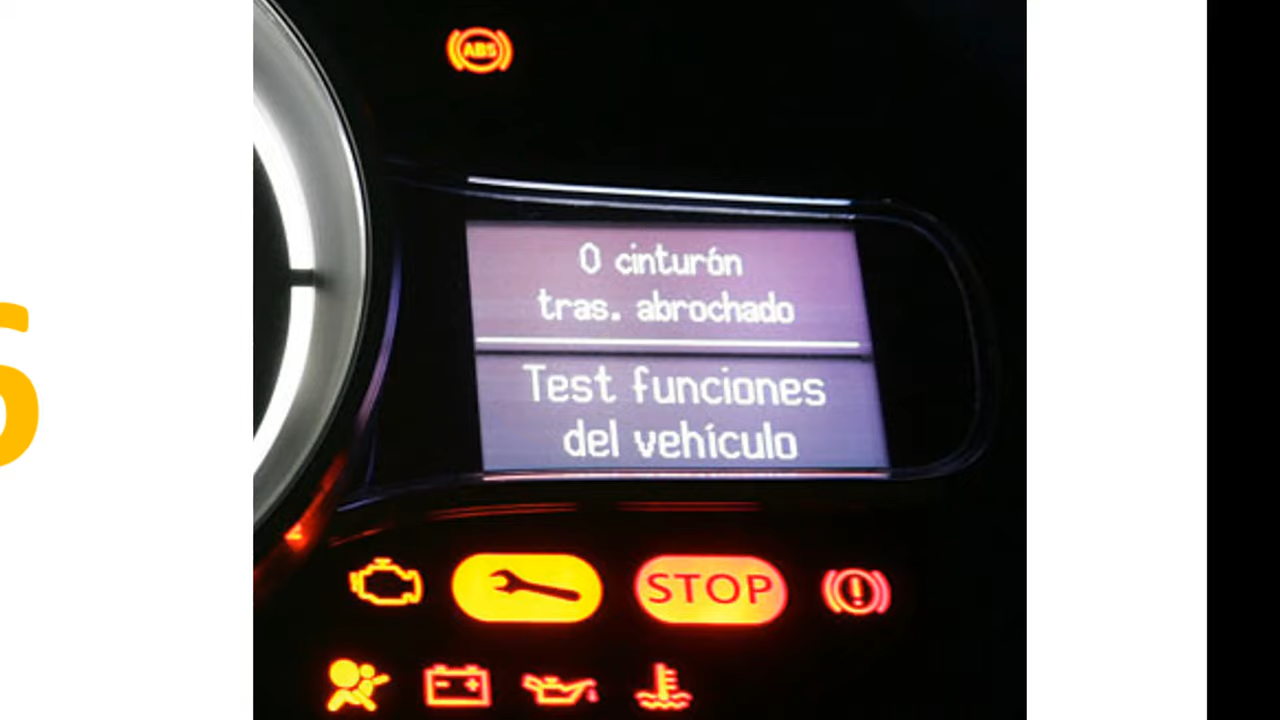 ABS
0 cinturón
tras. abrochado
Test funciones
del vehículo
STOP